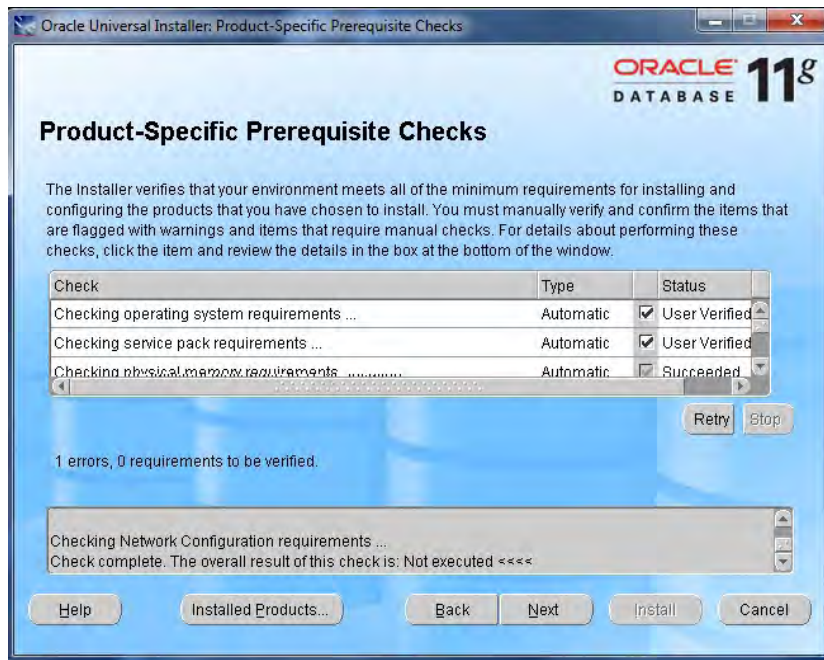 Oracle Universal Installer: Product-Specific Prerequisite Checks
ORACLE 11g
DATABASE
Product-Specific Prerequisite Checks
The Installer verifies that your environment meets all of the minimum requirements for installing and
configuring the products that you have chosen to install. You must manually verify and confirm the items that
are flagged with warnings and items that require manual checks. For details about performing these
checks, click the item and review the details in the box at the bottom of the window.
Check Type Status
Checking operating system requirements ... Automatic User Verified
Checking service pack requirements ... Automatic User Verified
Checking physical memory requirements ... Automatic Succeeded
Retry Stop
1 errors, 0 requirements to be verified.
Checking Network Configuration requirements ...
Check complete. The overall result of this check is: Not executed <<<<
Help Installed Products... Back Next Install Cancel